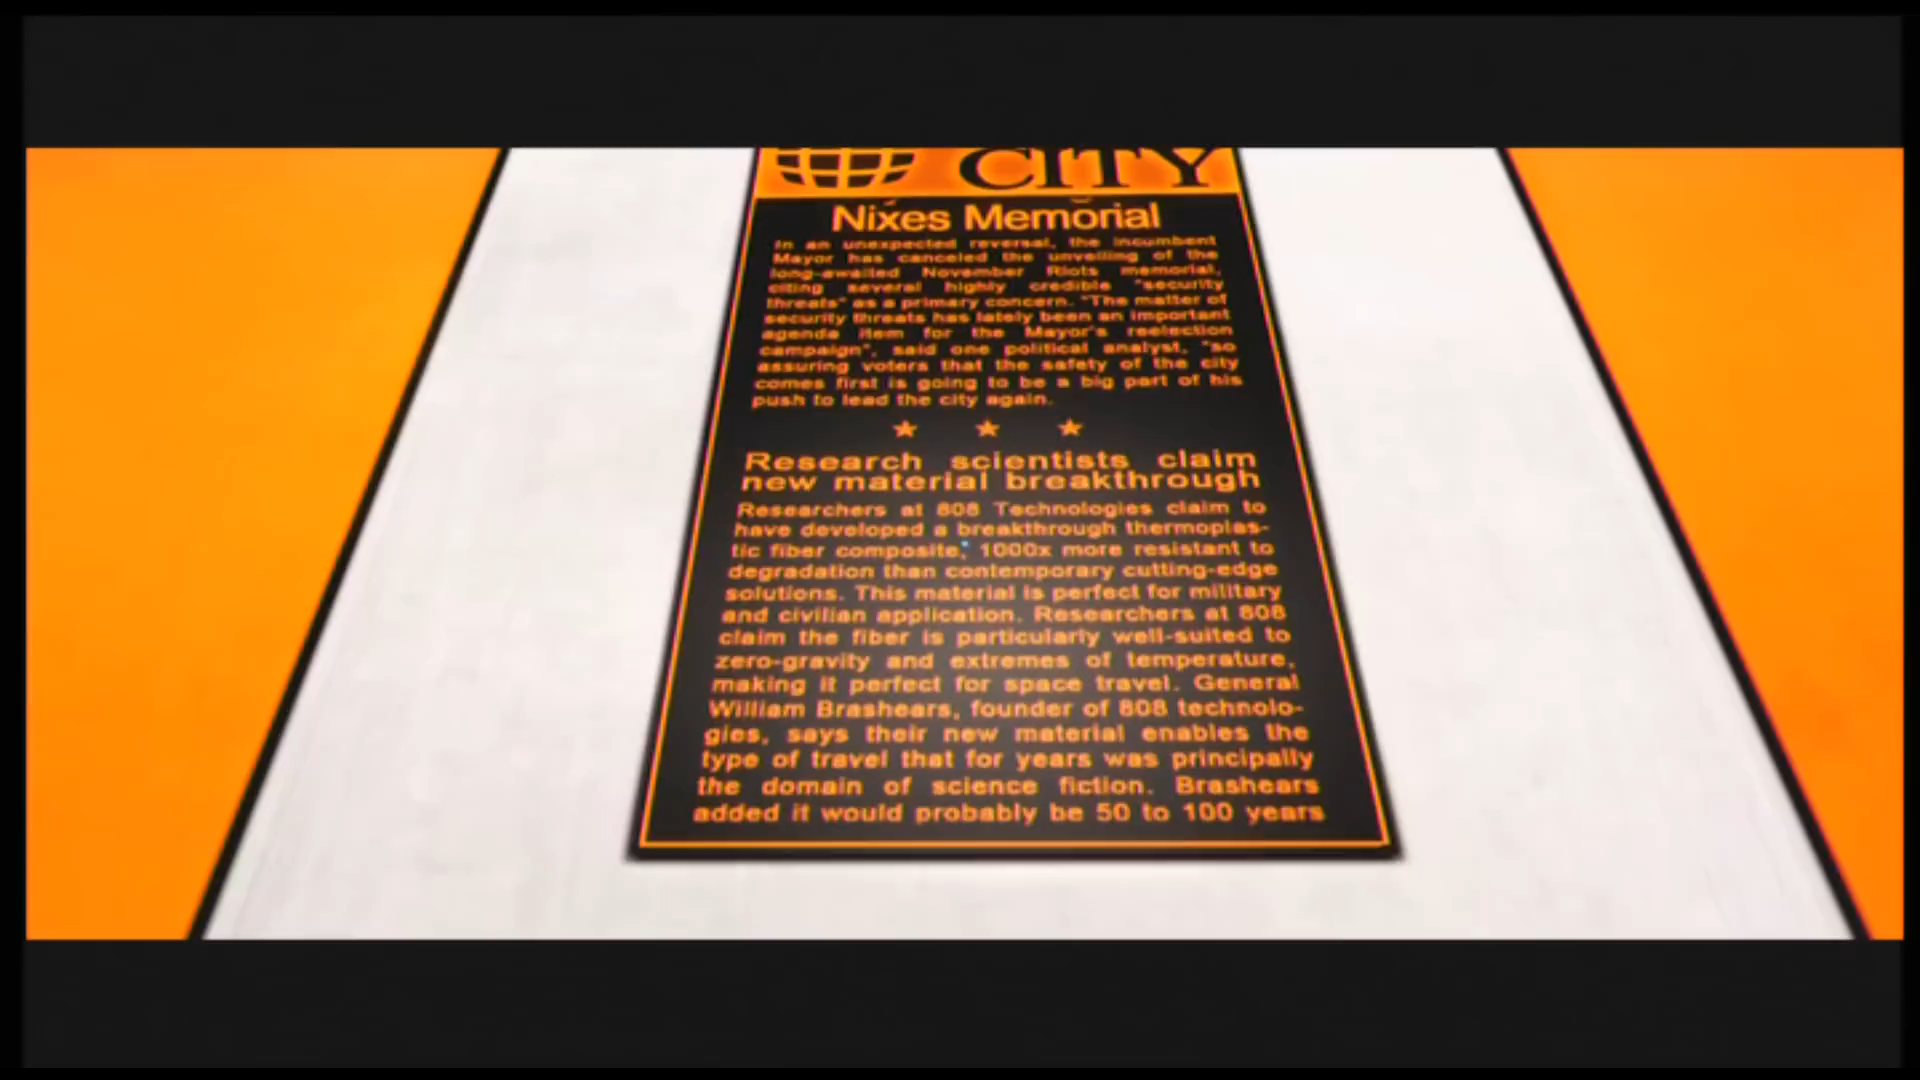 CITY
Nixes Memorial
In an unexpected reversal, the incumbent
Mayor has canceled the unveiling of the
long-awaited November Riots memorial,
citing several highly credible "security
threats" as a primary concern. "The matter of
security threats has lately been an important
agenda item for the Mayor's reelection
campaign", said one political analyst, "so
assuring voters that the safety of the city
comes first is going to be a big part of his
push to lead the city again.
Research scientists claim
new material breakthrough
Researchers at 808 Technologies claim to
have developed a breakthrough thermoplas-
tic fiber composite, 1000x more resistant to
degradation than contemporary cutting-edge
solutions. This material is perfect for military
and civilian application. Researchers at 808
claim the fiber is particularly well-suited to
zero-gravity and extremes of temperature,
making it perfect for space travel. General
William Brashears, founder of 808 technolo-
gies, says their new material enables the
type of travel that for years was principally
the domain of science fiction. Brashears
added it would probably be 50 to 100 years